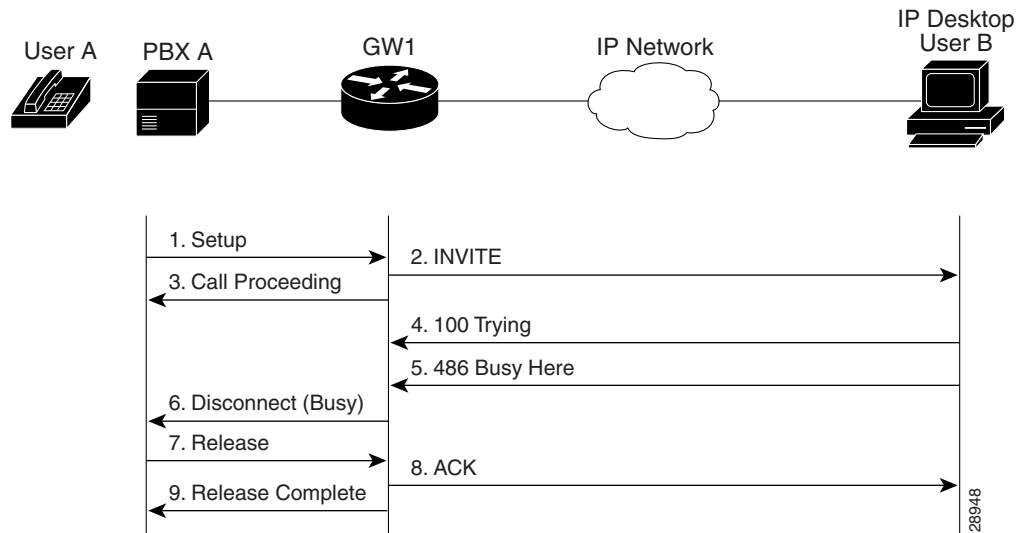 User A
PBX A
GW1
IP Network
IP Desktop
User B
1. Setup
2. INVITE
3. Call Proceeding
4. 100 Trying
5. 486 Busy Here
6. Disconnect (Busy)
7. Release
8. ACK
9. Release Complete
28948